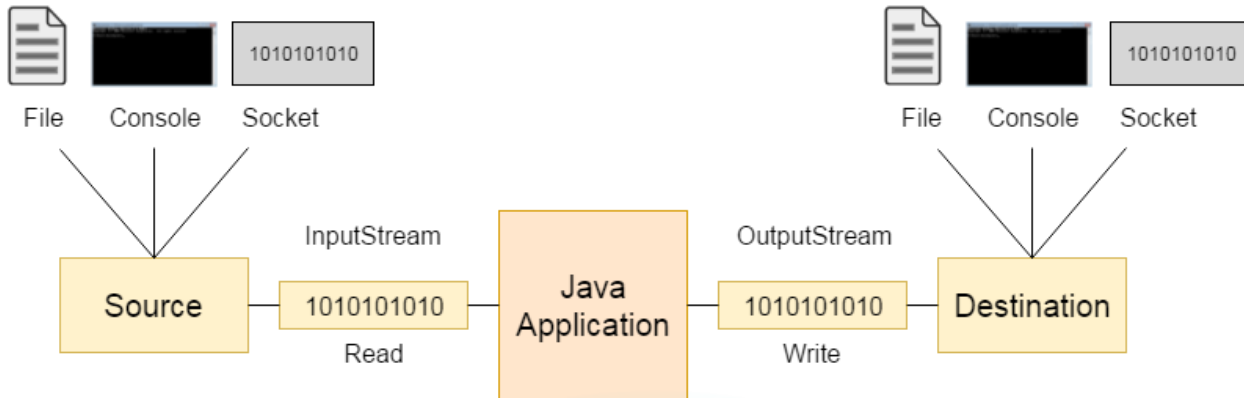 1010101010
1010101010
File Console Socket
File Console Socket
InputStream
OutputStream
Source
1010101010
Java
Application
1010101010
Destination
Read
Write